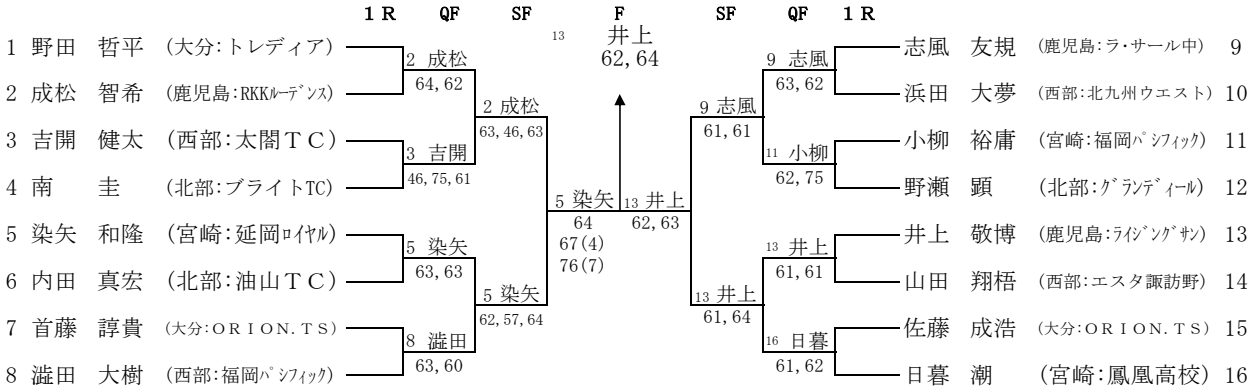 1R QF SF F SF QF 1R
13 井上
62,64
1 野田 哲平 (大分:トレディア)
2 成松
64,62
2 成松 智希 (鹿児島:RKKルーデンス)
2 成松
63,46,63
3 吉開 健太 (西部:太閤TC)
3 吉開
46,75,61
4 南 圭 (北部:ブライトTC)
5 染矢
64
67(4)
76(7)
5 染矢 和隆 (宮崎:延岡ロイヤル)
5 染矢
63,63
6 内田 真宏 (北部:油山TC)
5 染矢
62,57,64
7 首藤 諄貴 (大分:ORION.TS)
8 澁田
63,60
8 澁田 大樹 (西部:福岡パシフィック)
志風 友規 (鹿児島:ラ・サール中) 9
9 志風
63,62
浜田 大夢 (西部:北九州ウエスト) 10
9 志風
61,61
小柳 裕庸 (宮崎:福岡パシフィック) 11
11 小柳
62,75
野瀬 顕 (北部:グランディール) 12
13 井上
62,63
井上 敬博 (鹿児島:ライジングサン) 13
13 井上
61,61
山田 翔梧 (西部:エスタ諏訪野) 14
13 井上
61,64
佐藤 成浩 (大分:ORION.TS) 15
16 日暮
61,62
日暮 潮 (宮崎:鳳凰高校) 16